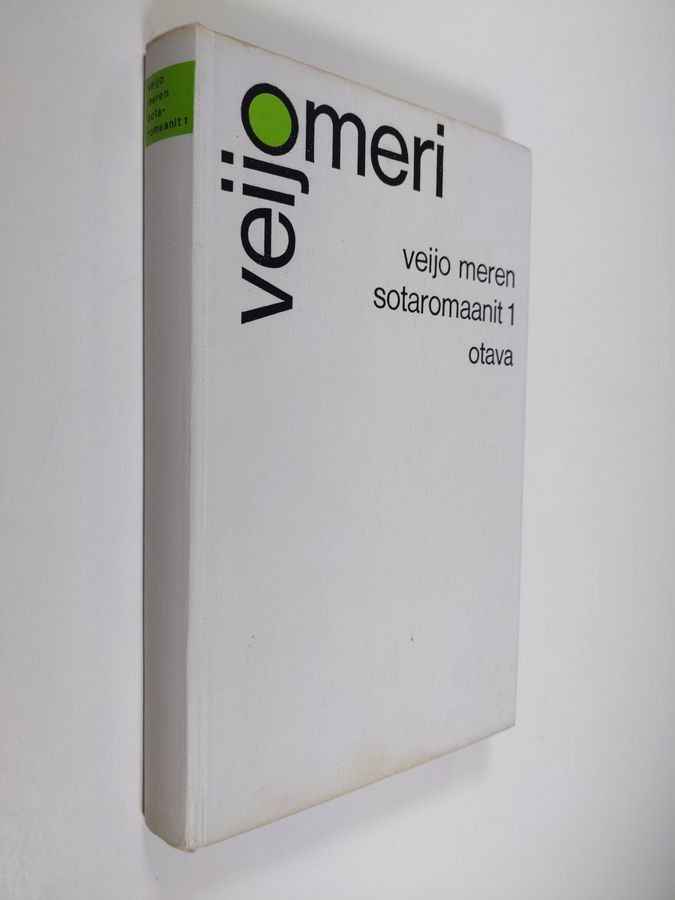 veijo
meren
sota-
romaanit 1
veijo
meri
veijo meren
sotaromaanit 1
otava